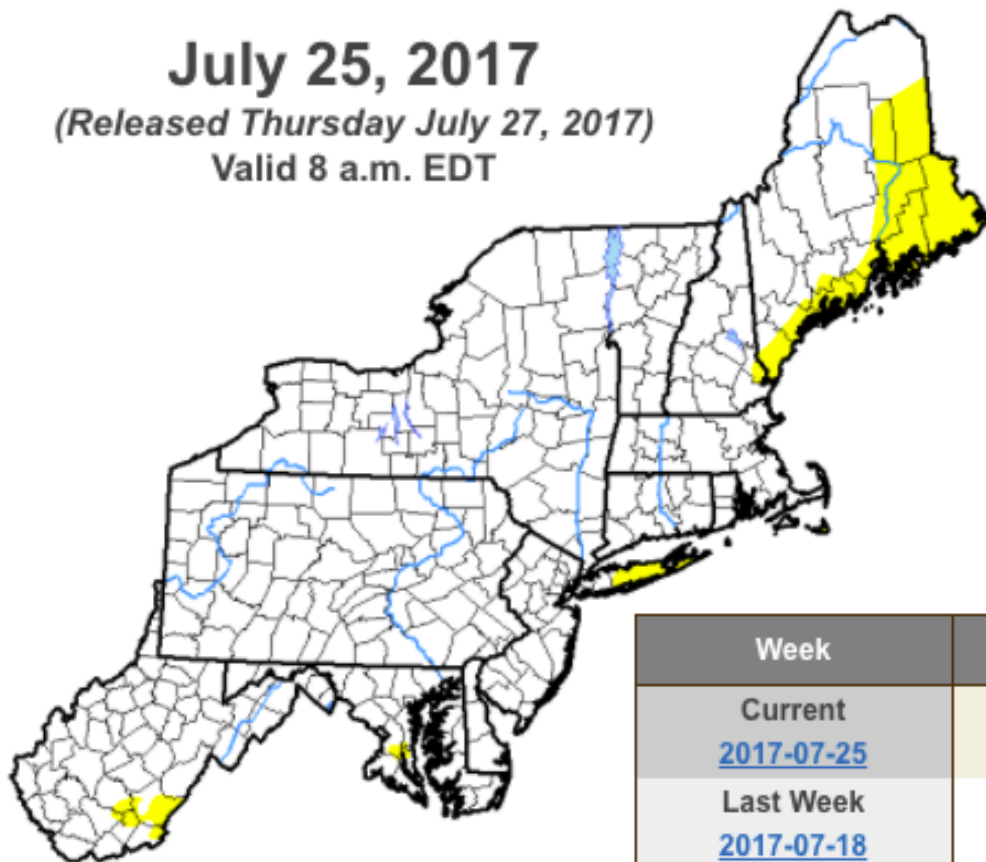 July 25, 2017
(Released Thursday July 27, 2017)
Valid 8 a.m. EDT
Week
Current
2017-07-25
Last Week
2017-07-18